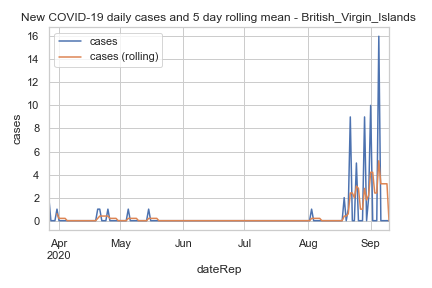 New COVID-19 daily cases and 5 day rolling mean - British_Virgin_Islands
cases
cases (rolling)
16
14
12
10
8
6
4
2
0
cases
Apr
2020
May
Jun
Jul
Aug
Sep
dateRep